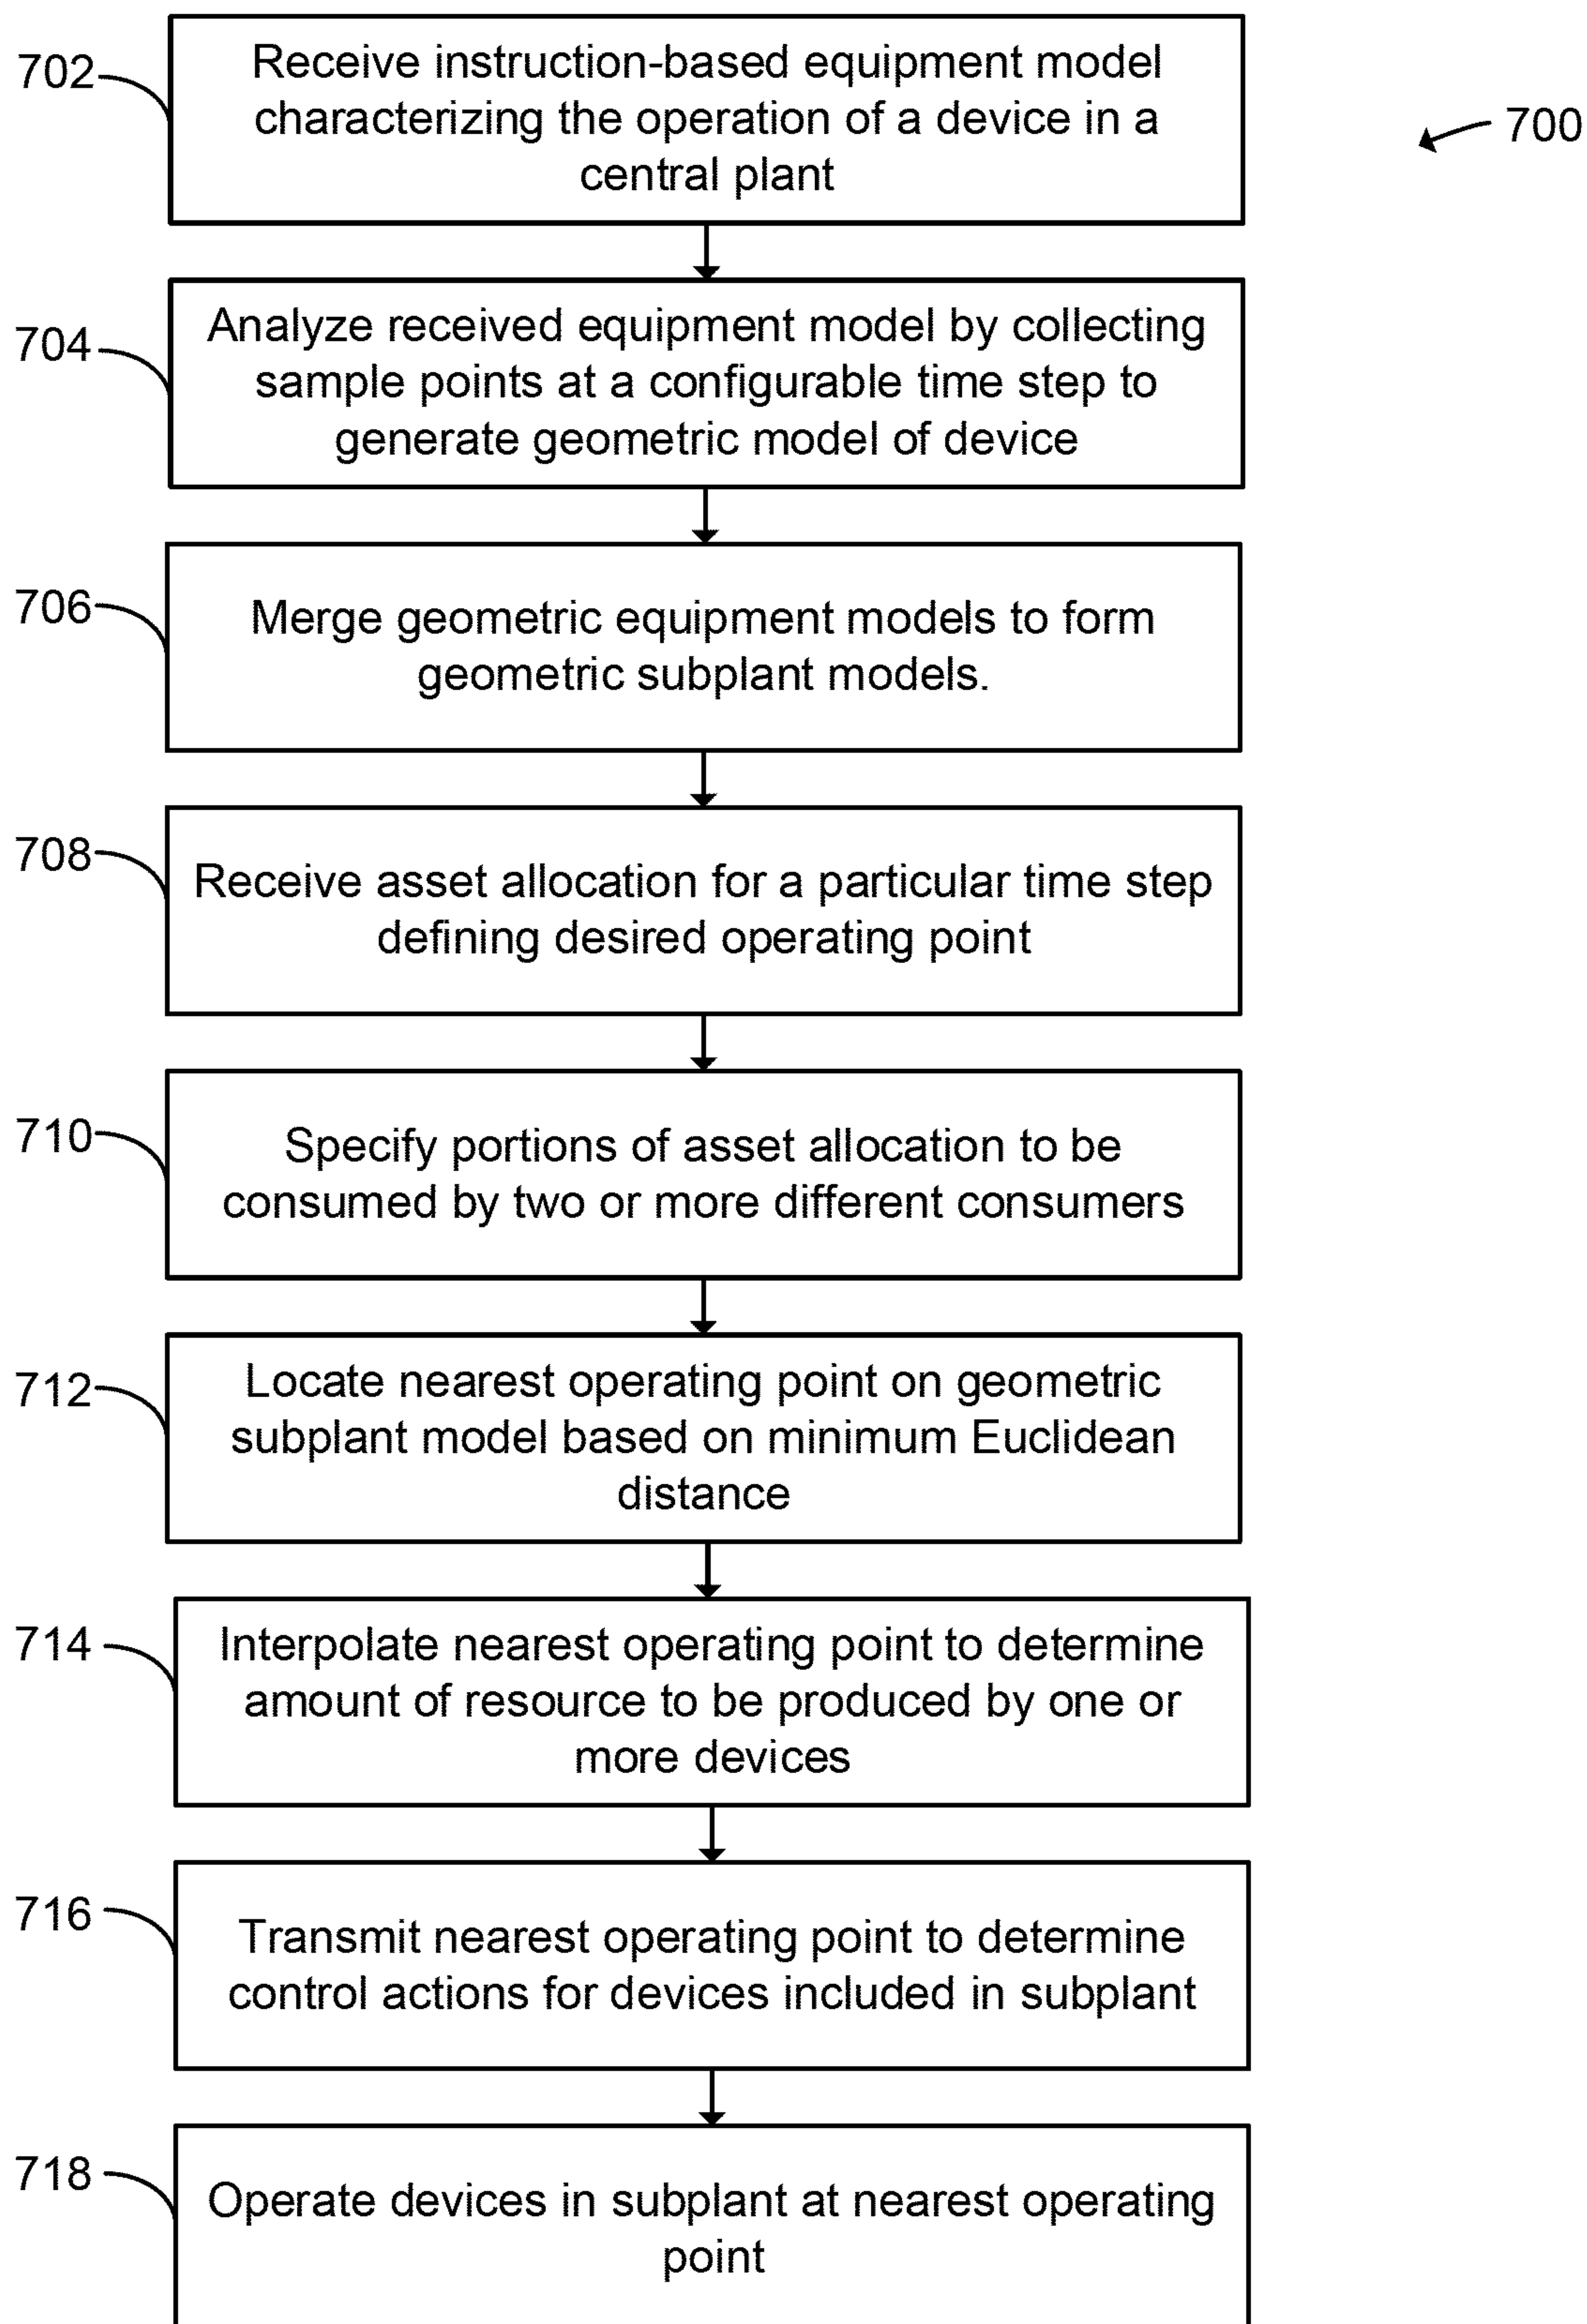 702
Receive instruction-based equipment model
characterizing the operation of a device in a
central plant
700
704
Analyze received equipment model by collecting
sample points at a configurable time step to
generate geometric model of device
706
Merge geometric equipment models to form
geometric subplant models.
708
Receive asset allocation for a particular time step
defining desired operating point
710
Specify portions of asset allocation to be
consumed by two or more different consumers
712
Locate nearest operating point on geometric
subplant model based on minimum Euclidean
distance
714
Interpolate nearest operating point to determine
amount of resource to be produced by one or
more devices
716
Transmit nearest operating point to determine
control actions for devices included in subplant
718
Operate devices in subplant at nearest operating
point